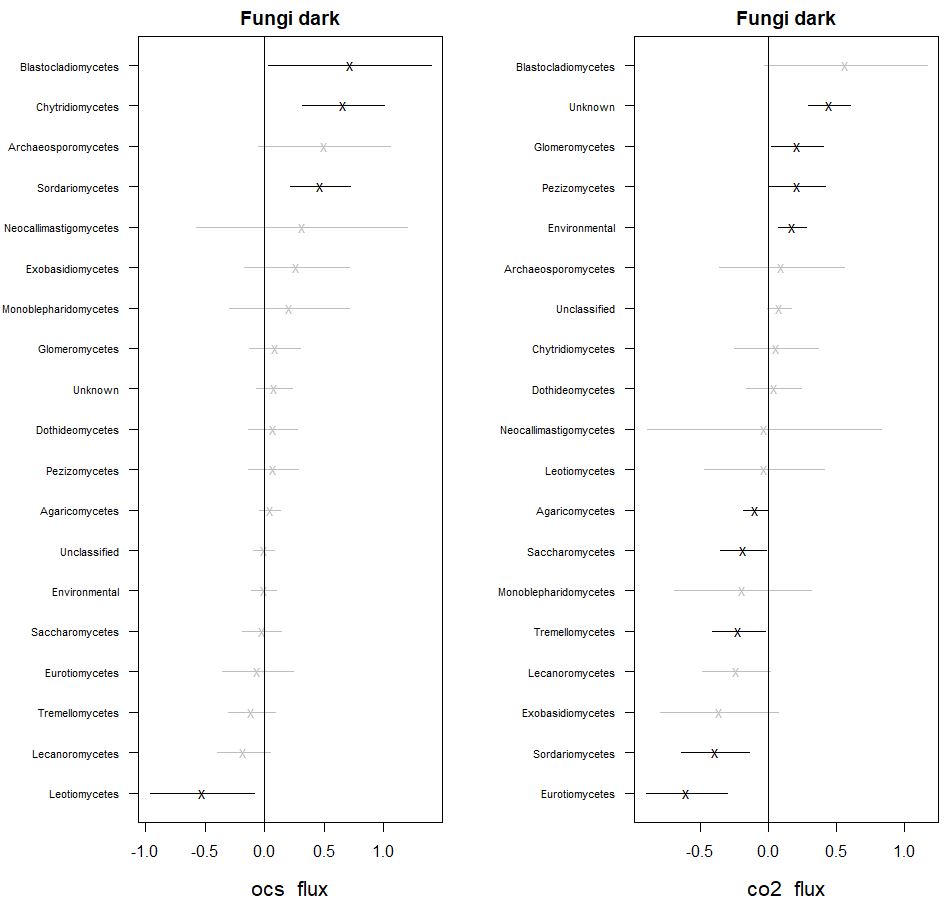 Fungi dark
Blastocladiomycetes
Chytridiomycetes
Archaeosporomycetes
Sordariomycetes
Neocallimastigomycetes
Exobasidiomycetes
Monoblepharidomycetes
Glomeromycetes
Unknown
Dothideomycetes
Pezizomycetes
Agaricomycetes
Unclassified
Environmental
Saccharomycetes
Eurotiomycetes
Tremellomycetes
Lecanoromycetes
Leotiomycetes
-1.0 -0.5 0.0 0.5 1.0
ocs flux
Fungi dark
Blastocladiomycetes
Unknown
Glomeromycetes
Pezizomycetes
Environmental
Archaeosporomycetes
Unclassified
Chytridiomycetes
Dothideomycetes
Neocallimastigomycetes
Leotiomycetes
Agaricomycetes
Saccharomycetes
Monoblepharidomycetes
Tremellomycetes
Lecanoromycetes
Exobasidiomycetes
Sordariomycetes
Eurotiomycetes
-0.5 0.0 0.5 1.0
co2 flux